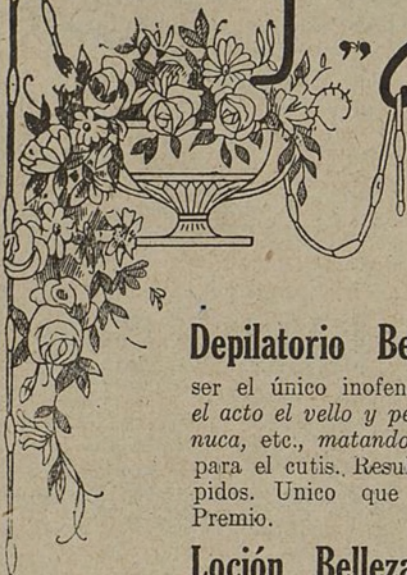 Depilatorio Be
ser el único inofen
el acto el vello y pe
nuca, etc., matando
para el cutis. Resu
pidos. Unico que
Premio.
Loción Belleza